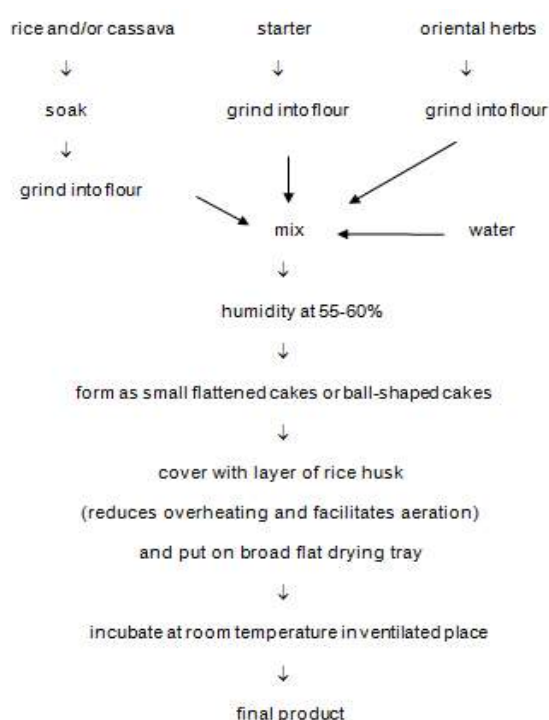 rice and/or cassava
starter
oriental herbs
↓
↓
↓
soak
grind into flour
grind into flour
↓
grind into flour
mix
water
↓
humidity at 55-60%
↓
form as small flattened cakes or ball-shaped cakes
↓
cover with layer of rice husk
(reduces overheating and facilitates aeration)
and put on broad flat drying tray
↓
incubate at room temperature in ventilated place
↓
final product